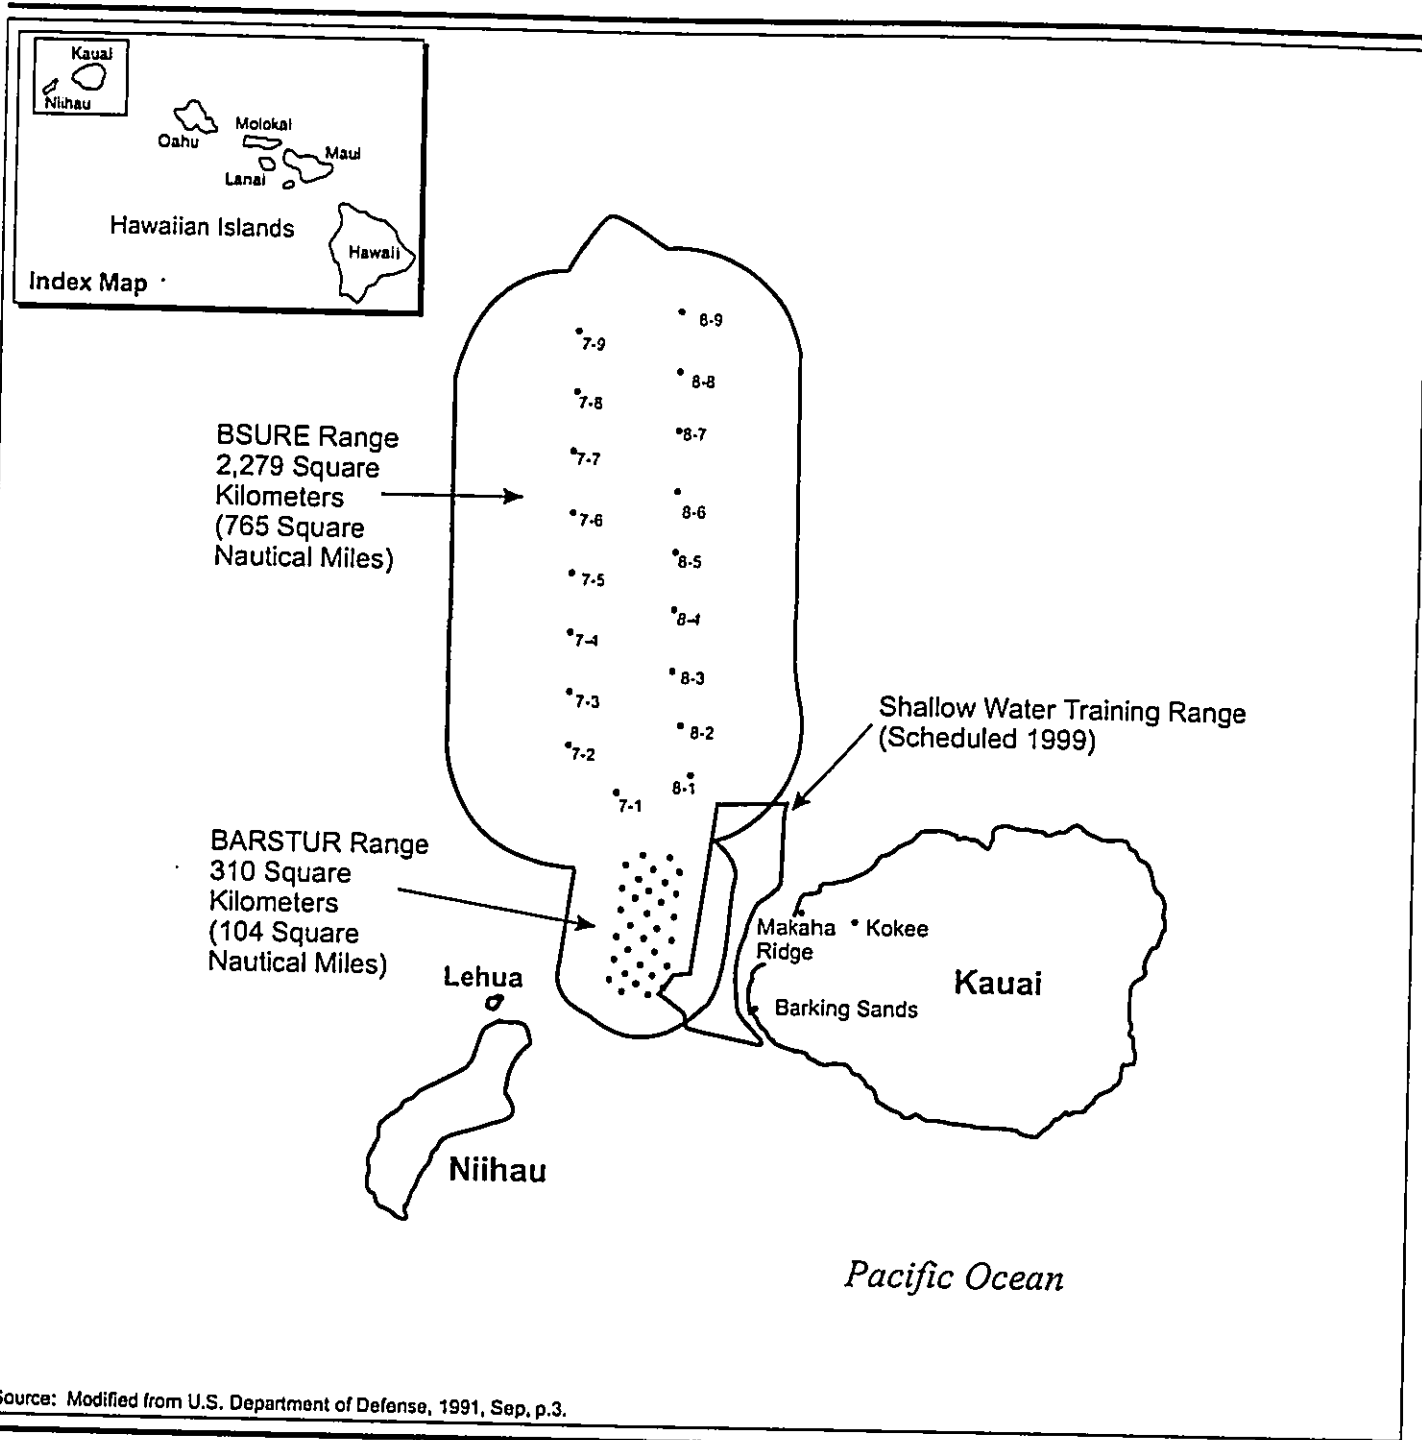 Kauai
Niihau
Oahu
Molokai
Maui
Lanai
Hawaiian Islands
Hawaii
Index Map
8-9
7-9
8-8
7-8
8-7
7-7
8-6
7-6
8-5
7-5
8-4
7-4
8-3
7-3
8-2
7-2
8-1
7-1
BSURE Range
2,279 Square
Kilometers
(765 Square
Nautical Miles)
Shallow Water Training Range
(Scheduled 1999)
BARSTUR Range
310 Square
Kilometers
(104 Square
Nautical Miles)
Makaha
Ridge
Kokee
Lehua
Kauai
Barking Sands
Niihau
Pacific Ocean
Source: Modified from U.S. Department of Defense, 1991, Sep, p.3.